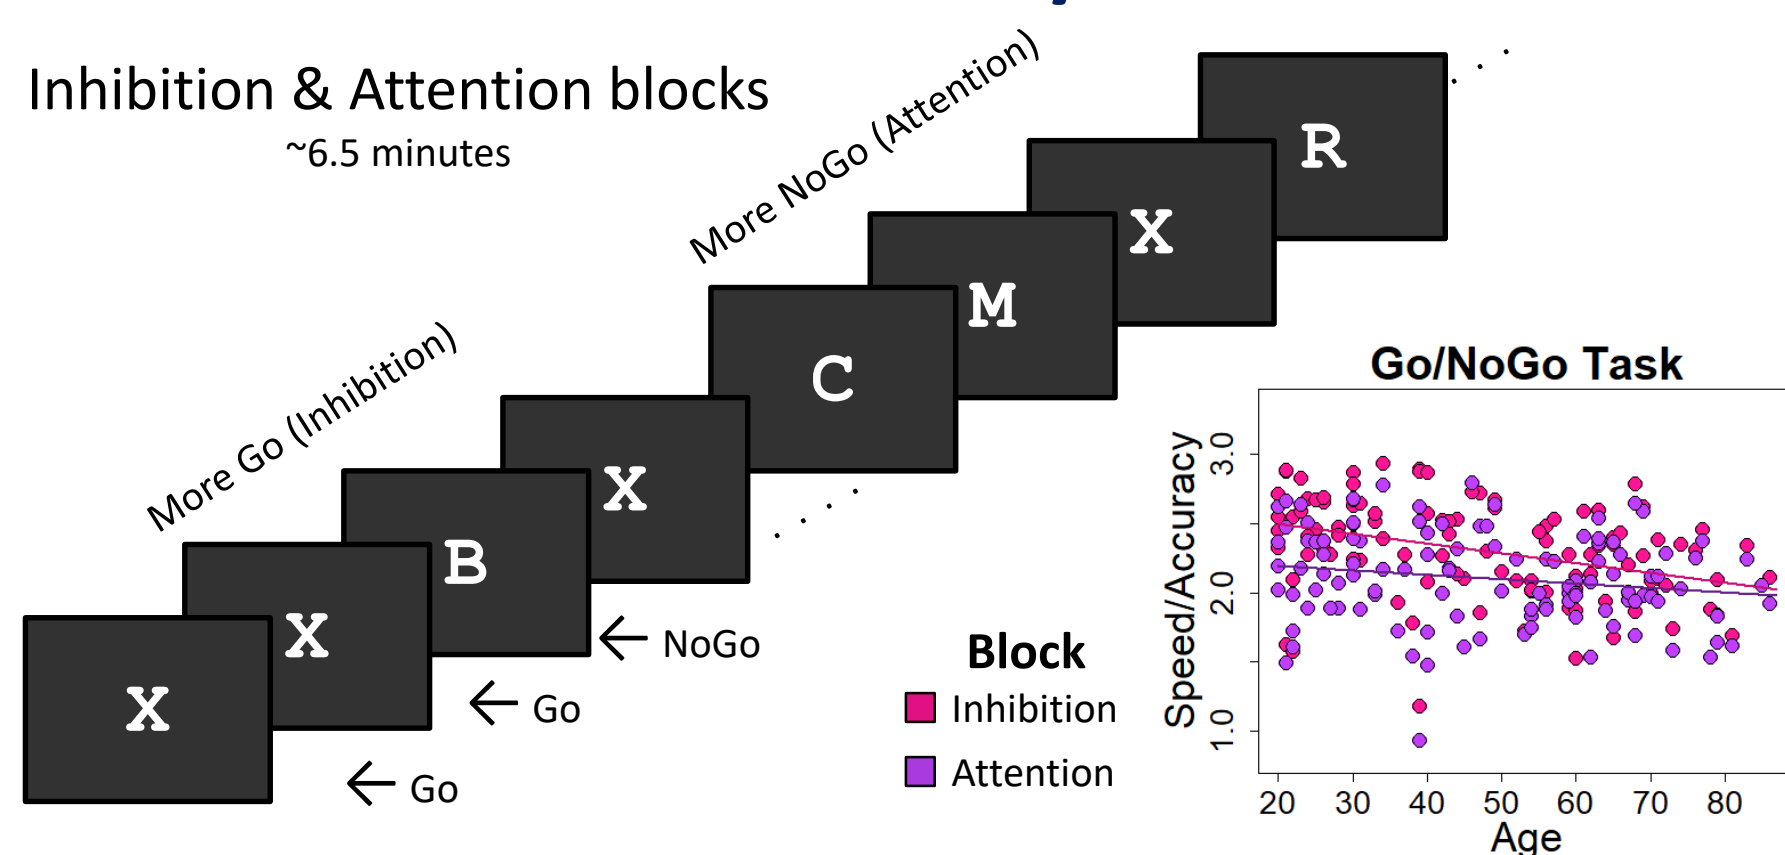 Inhibition & Attention blocks
~6.5 minutes
More Go (Inhibition)
More NoGo (Attention)
X
X
B
X
C
M
X
R
. . . .
. . .
Go
Go
NoGo
Block
Inhibition
Attention
Go/NoGo Task
Speed/Accuracy
3.0
2.0
1.0
20 30 40 50 60 70 80
Age